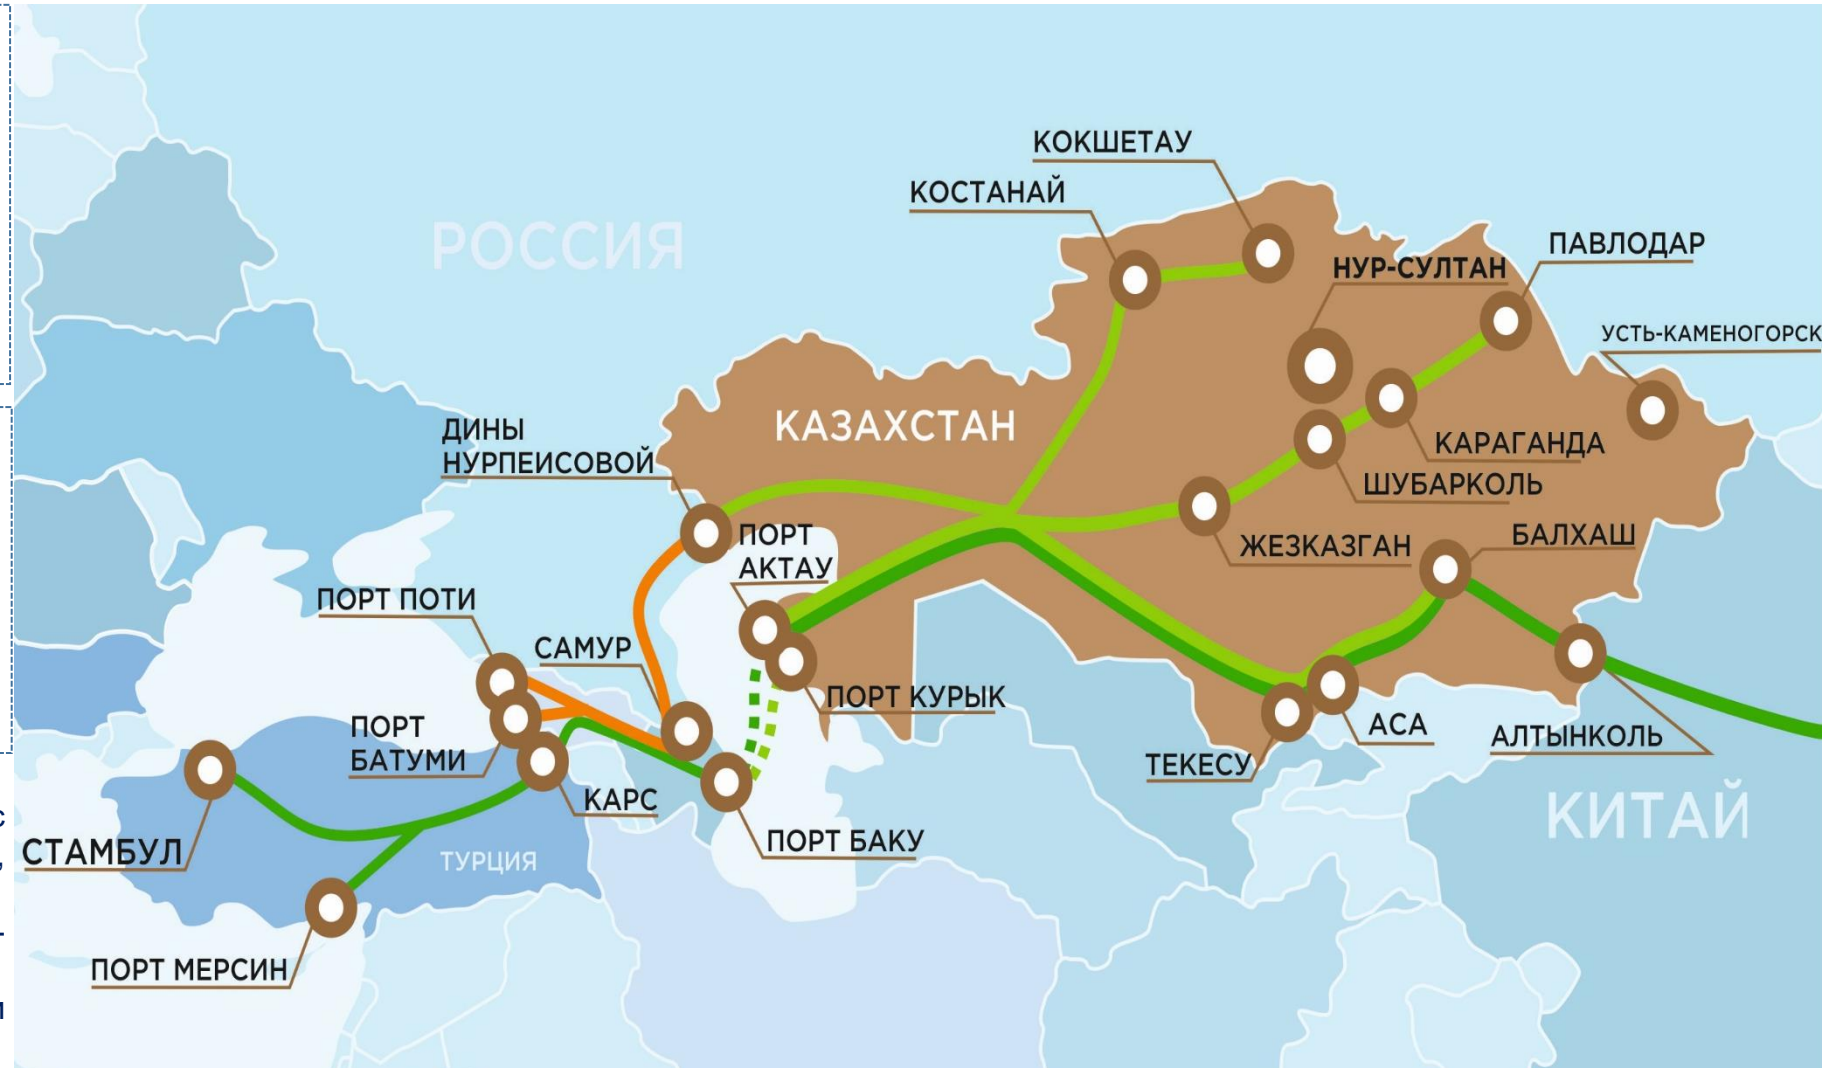 КОКШЕТАУ
КОСТАНАЙ
РОССИЯ
ПАВЛОДАР
НУР-СУЛТАН
УСТЬ-КАМЕНОГОРСК
КАЗАХСТАН
ДИНЫ
НУРПЕИСОВОЙ
КАРАГАНДА
ШУБАРКОЛЬ
ПОРТ
АКТАУ
ЖЕЗКАЗГАН
БАЛХАШ
ПОРТ ПОТИ
САМУР
ПОРТ КУРЫК
ПОРТ
БАТУМИ
АСА
АЛТЫНКОЛЬ
ТЕКЕСУ
КАРС
КИТАЙ
СТАМБУЛ
ТУРЦИЯ
ПОРТ БАКУ
ПОРТ МЕРСИН